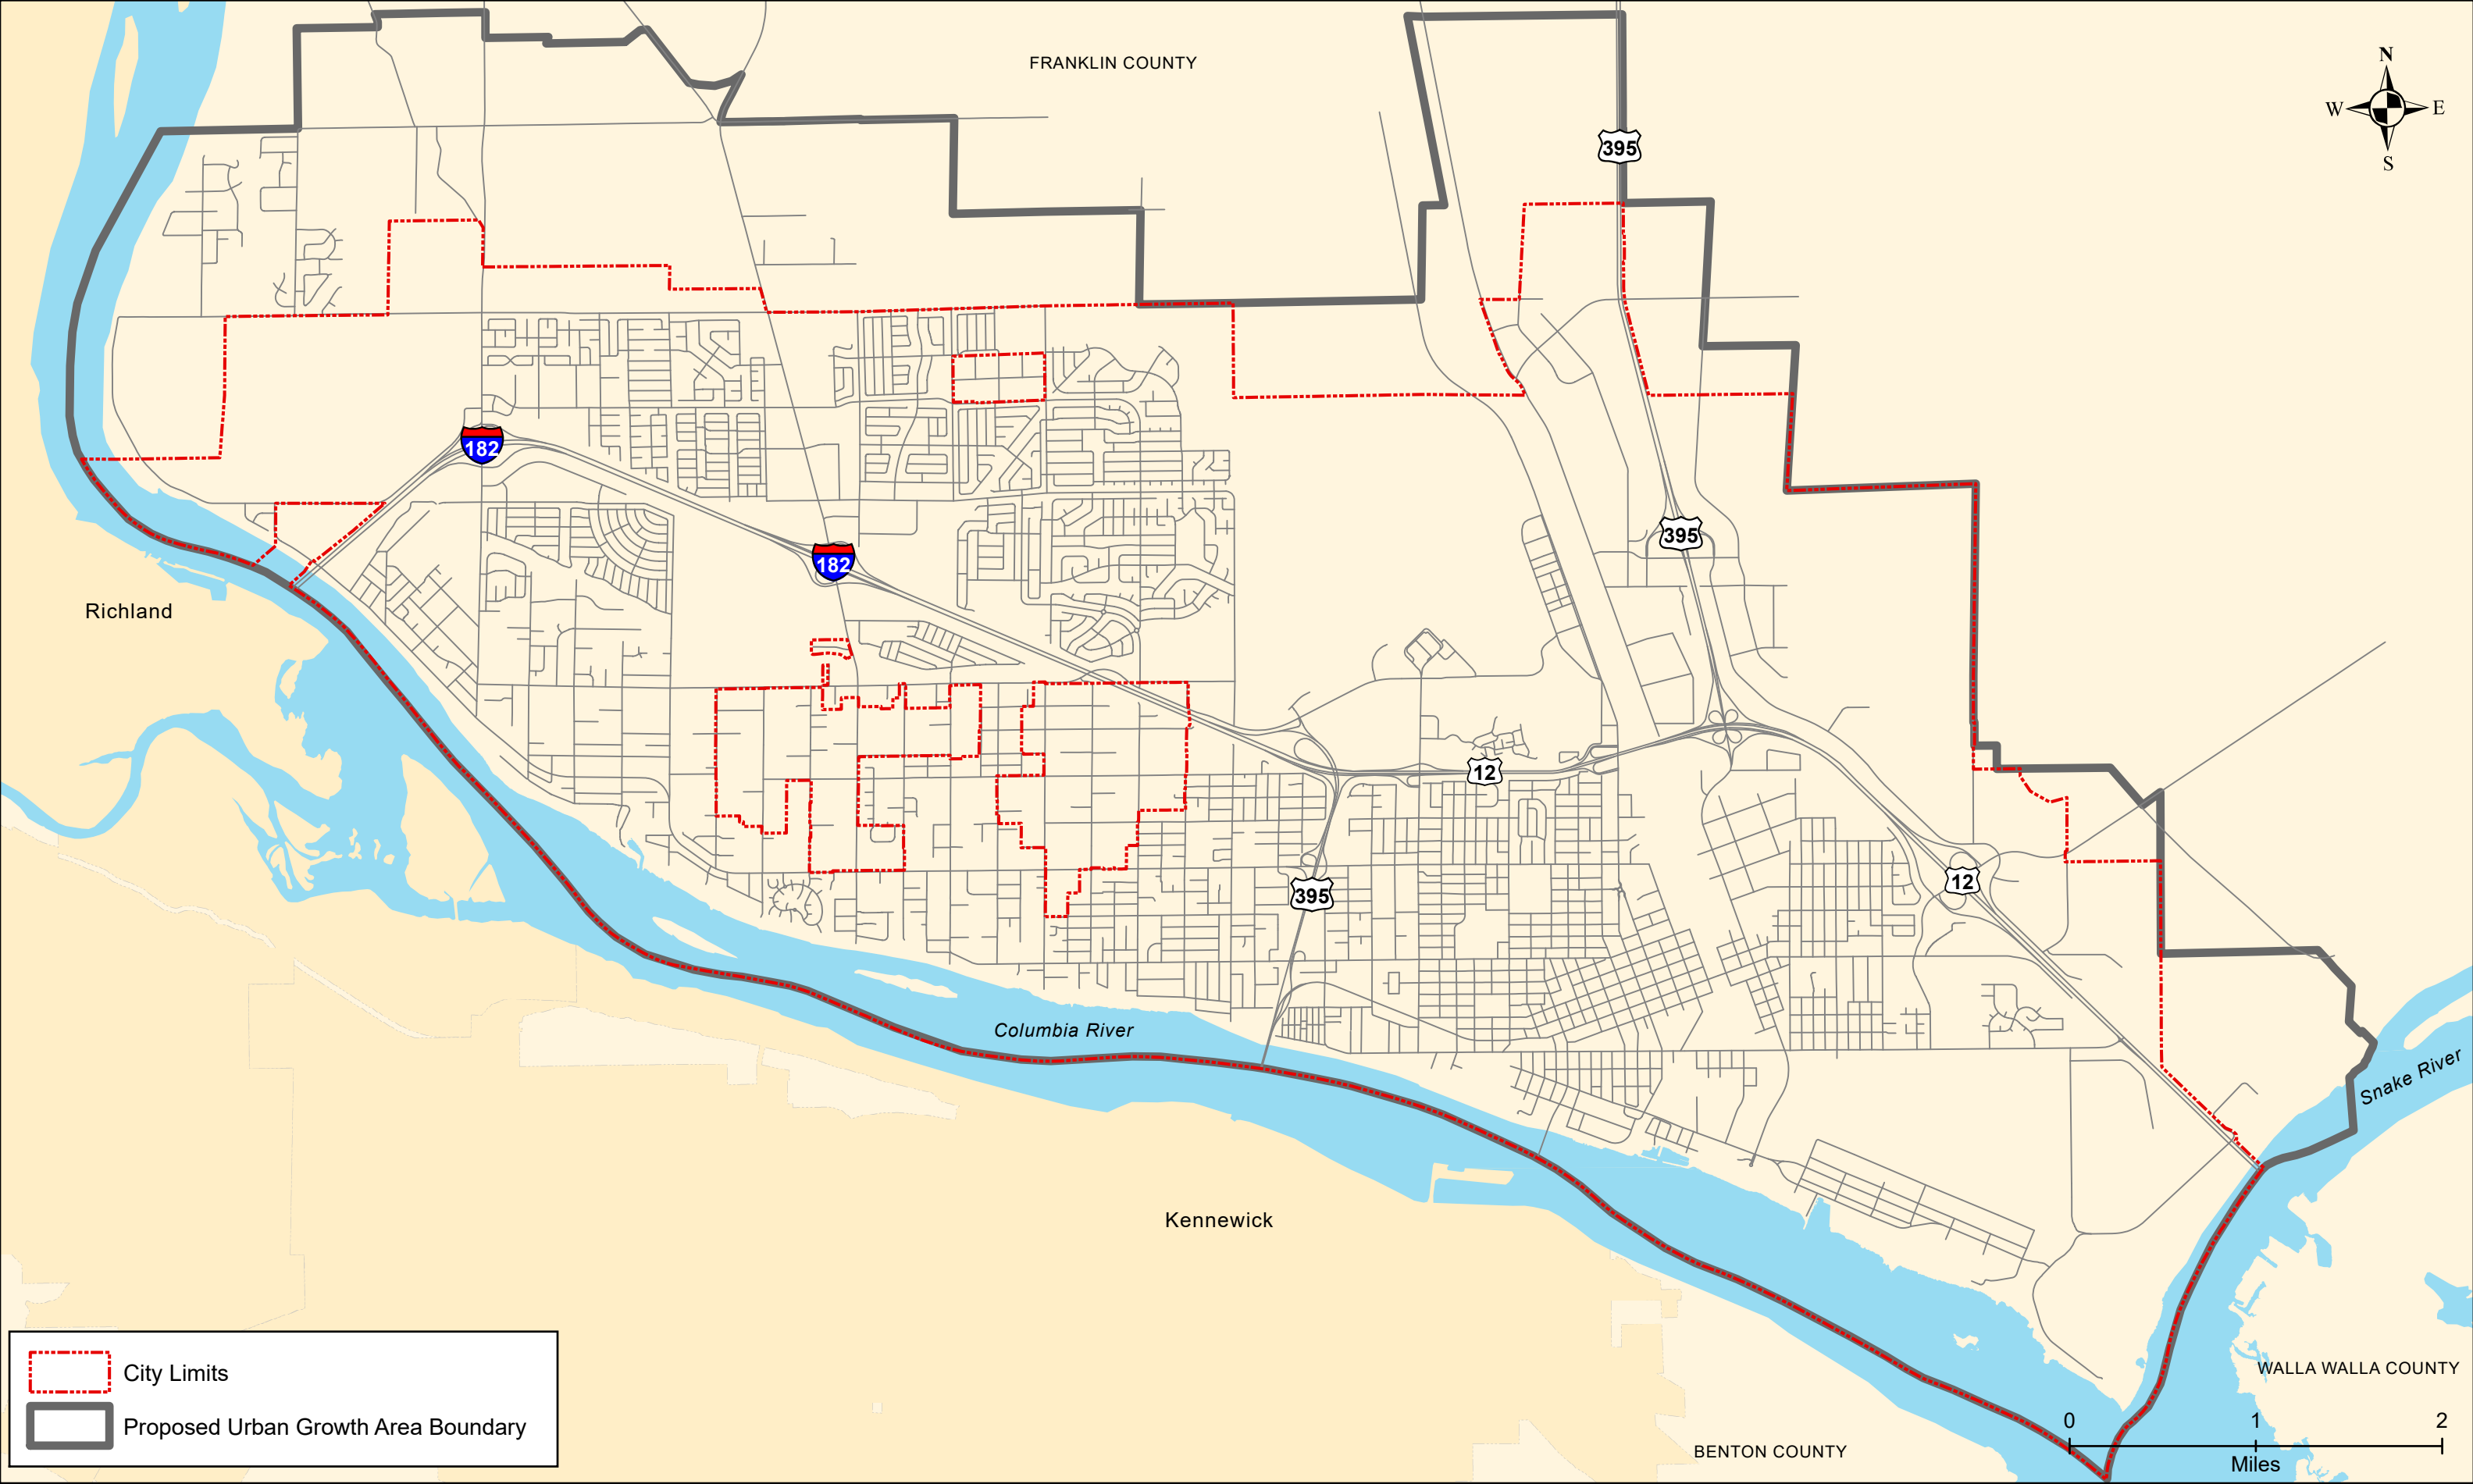 FRANKLIN COUNTY
N
W
E
S
395
182
395
182
Richland
12
12
395
Columbia River
Snake River
Kennewick
WALLA WALLA COUNTY
City Limits
Proposed Urban Growth Area Boundary
0 1 2
BENTON COUNTY
Miles